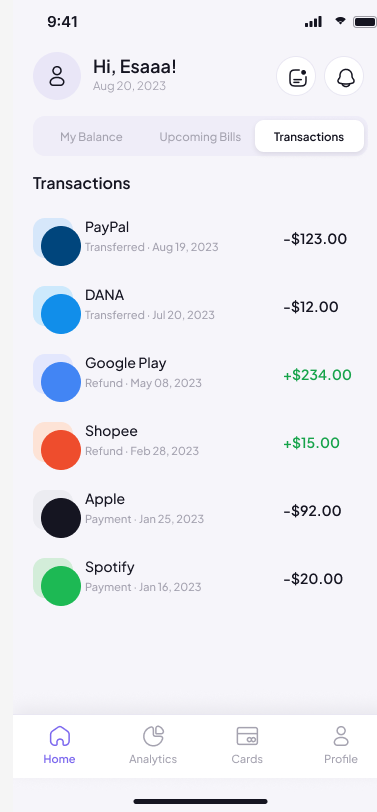 9:41
Hi, Esaaa!
Aug 20, 2023
My Balance Upcoming Bills Transactions
Transactions
PayPal
Transferred · Aug 19, 2023
-$123.00
DANA
Transferred · Jul 20, 2023
-$12.00
Google Play
Refund · May 08, 2023
+$234.00
Shopee
Refund · Feb 28, 2023
+$15.00
Apple
Payment · Jan 25, 2023
-$92.00
Spotify
Payment · Jan 16, 2023
-$20.00
Home Analytics Cards Profile